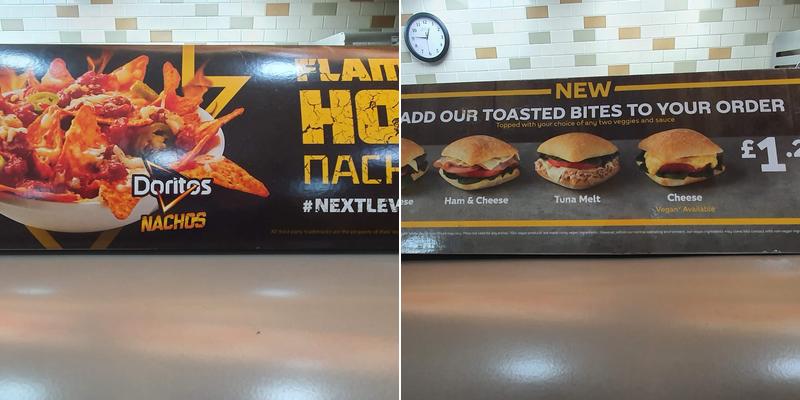 FLAM
HO
NACH
#NEXTLEV
Doritos
NACHOS
NEW
ADD OUR TOASTED BITES TO YOUR ORDER
Topped with your choice of any two veggies and sauce
£1.2
Ham & Cheese
Tuna Melt
Cheese
Vegan* Available